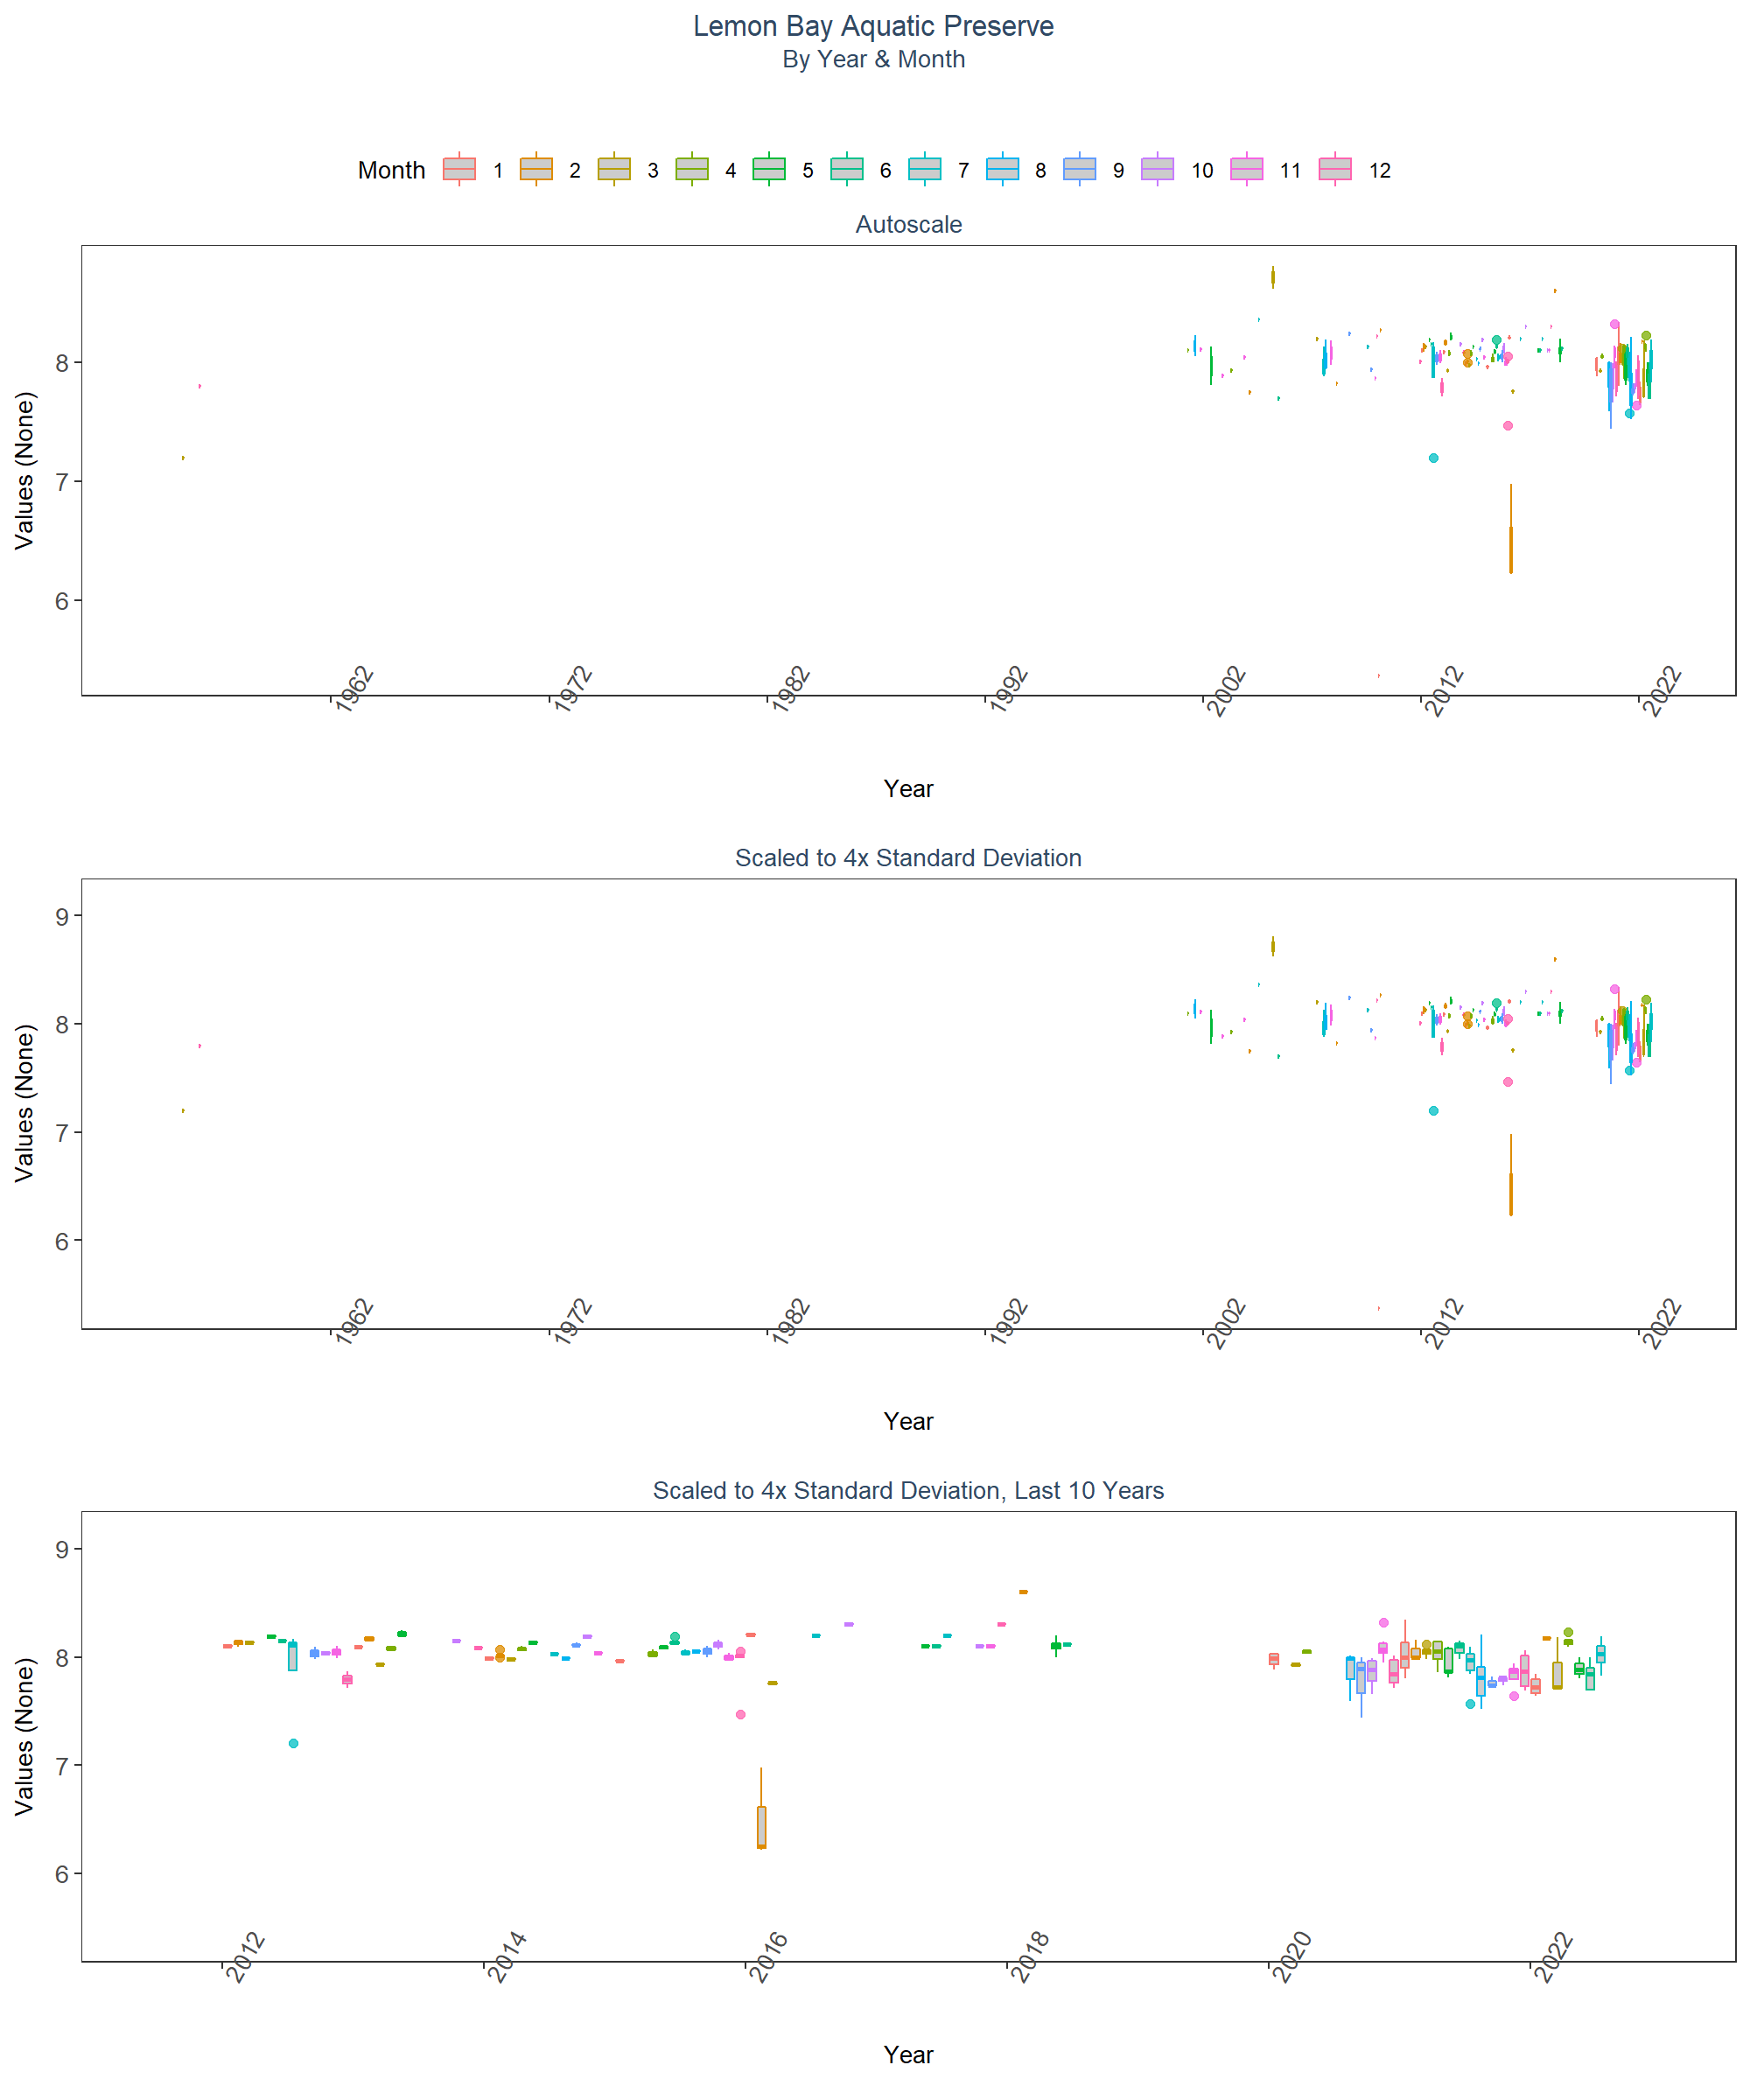 Lemon Bay Aquatic Preserve
By Year & Month
Month 1 2 3 4 5 6 7 8 9 10 11 12
Autoscale
Values (None)
8
7
6
1962 1972 1982 1992 2002 2012 2022
Year
Scaled to 4x Standard Deviation
Values (None)
9
8
7
6
1962 1972 1982 1992 2002 2012 2022
Year
Scaled to 4x Standard Deviation, Last 10 Years
Values (None)
9
8
7
6
2012 2014 2016 2018 2020 2022
Year